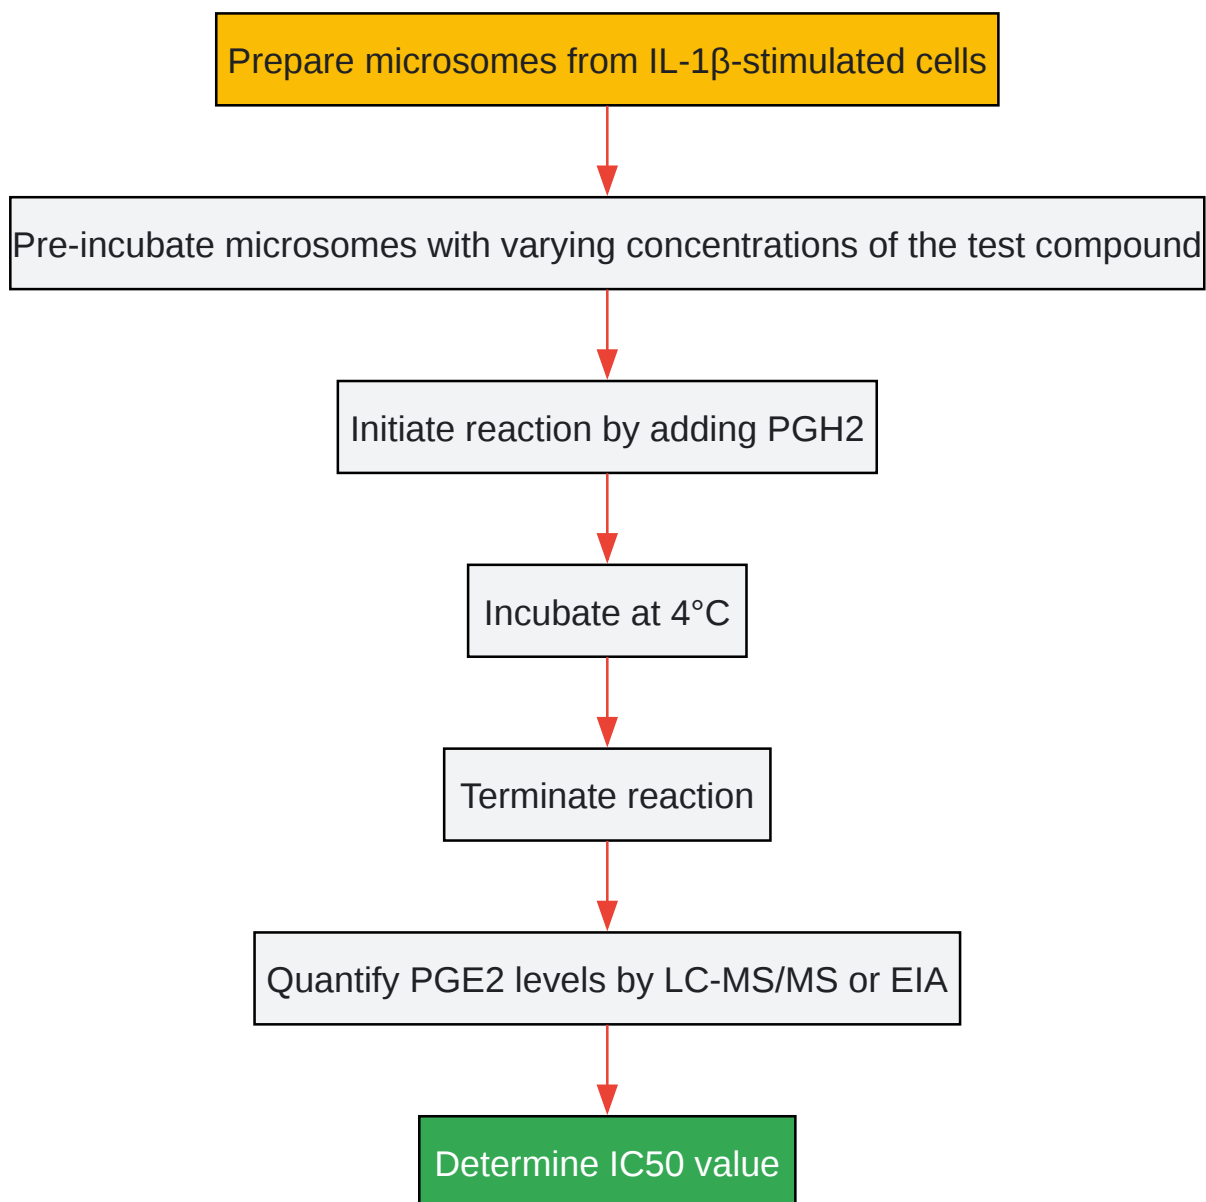 Prepare microsomes from IL-1β-stimulated cells
Pre-incubate microsomes with varying concentrations of the test compound
Initiate reaction by adding PGH2
Incubate at 4°C
Terminate reaction
Quantify PGE2 levels by LC-MS/MS or EIA
Determine IC50 value